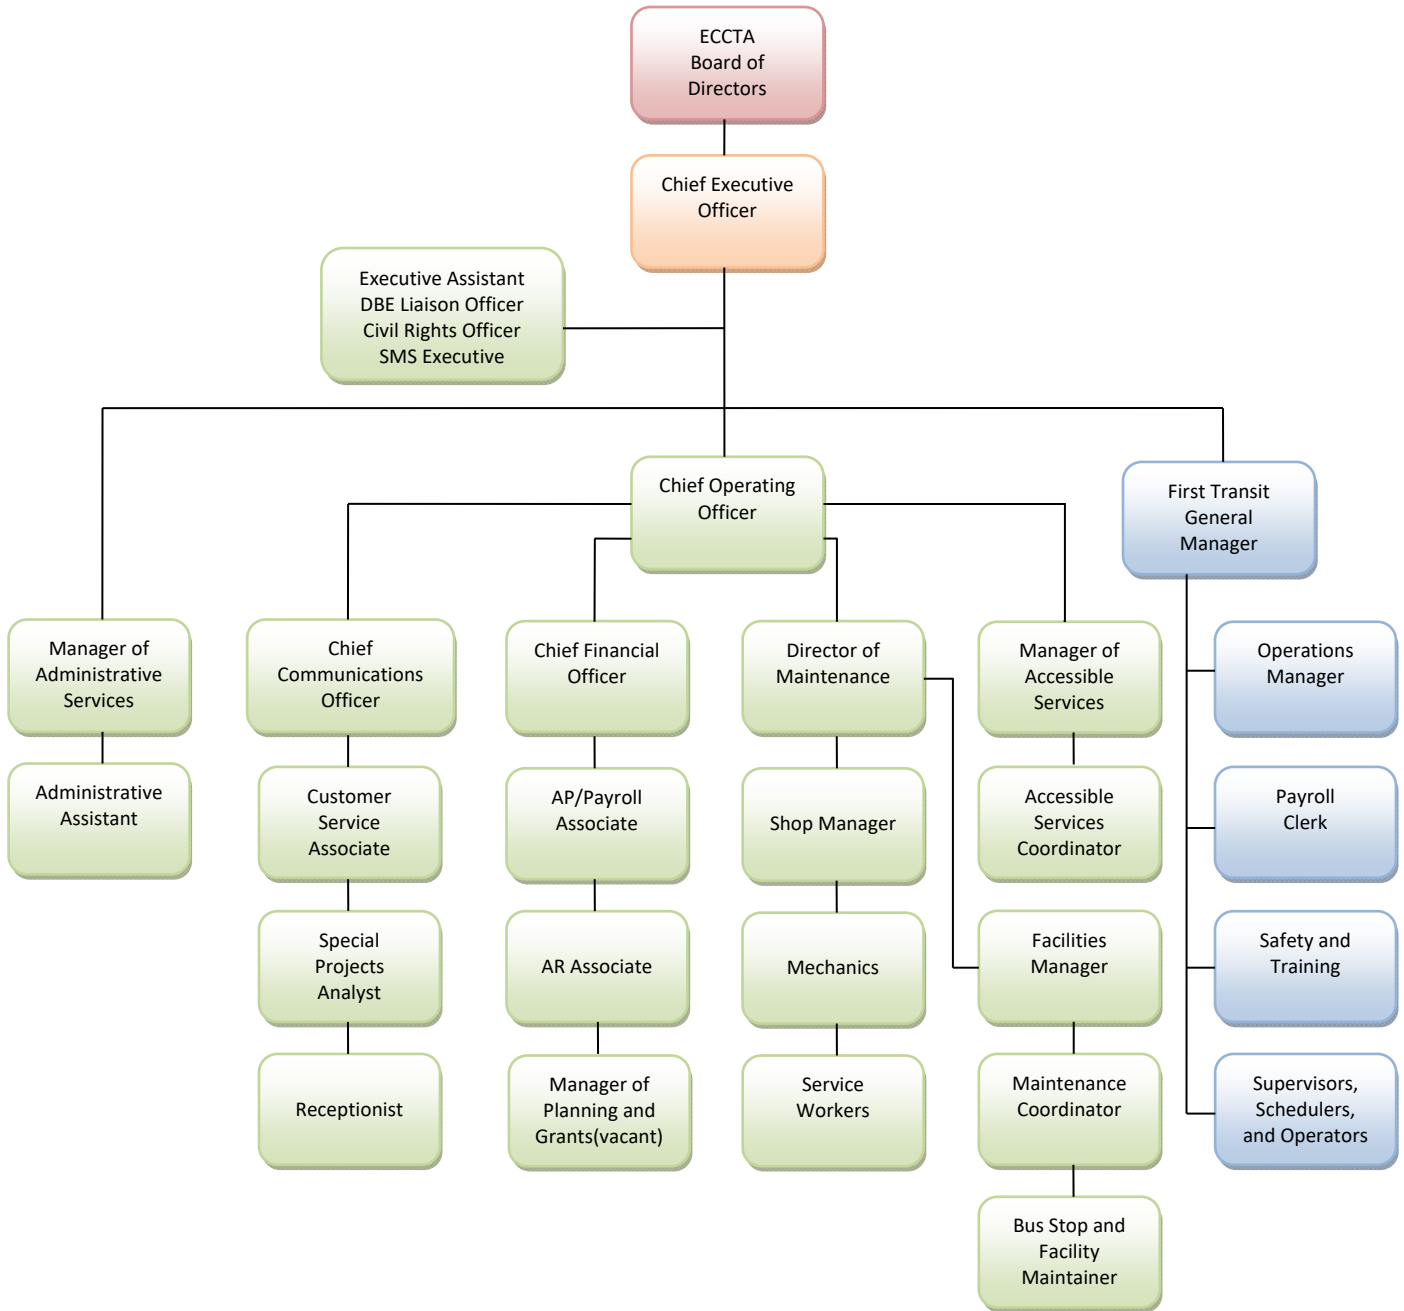 ECCTA
Board of
Directors
Chief Executive
Officer
Executive Assistant
DBE Liaison Officer
Civil Rights Officer
SMS Executive
Chief Operating
Officer
First Transit
General
Manager
Manager of
Administrative
Services
Chief
Communications
Officer
Chief Financial
Officer
Director of
Maintenance
Manager of
Accessible
Services
Operations
Manager
Administrative
Assistant
Customer
Service
Associate
AP/Payroll
Associate
Shop Manager
Accessible
Services
Coordinator
Payroll
Clerk
Special
Projects
Analyst
AR Associate
Mechanics
Facilities
Manager
Safety and
Training
Receptionist
Manager of
Planning and
Grants(vacant)
Service
Workers
Maintenance
Coordinator
Supervisors,
Schedulers,
and Operators
Bus Stop and
Facility
Maintainer